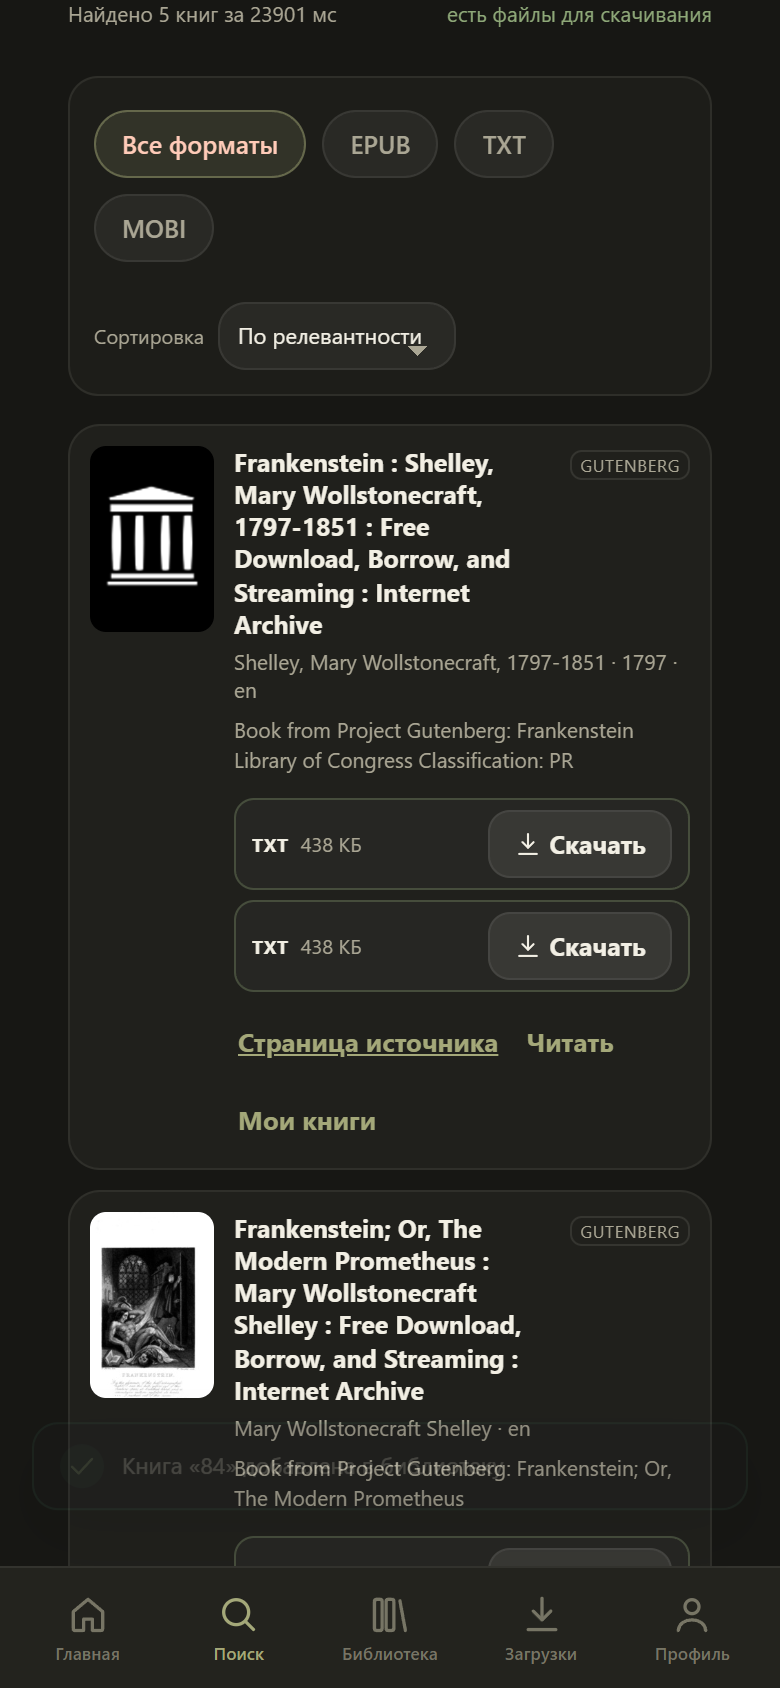 Найдено 5 книг за 23901 мс
есть файлы для скачивания
Все форматы
EPUB
TXT
MOBI
Сортировка
По релевантности
Frankenstein : Shelley,
Mary Wollstonecraft,
1797-1851 : Free
Download, Borrow, and
Streaming : Internet
Archive
GUTENBERG
Shelley, Mary Wollstonecraft, 1797-1851 · 1797 ·
en
Book from Project Gutenberg: Frankenstein
Library of Congress Classification: PR
TXT 438 КБ
Скачать
TXT 438 КБ
Скачать
Страница источника
Читать
Мои книги
Frankenstein; Or, The
Modern Prometheus :
Mary Wollstonecraft
Shelley : Free Download,
Borrow, and Streaming :
Internet Archive
GUTENBERG
FRANKENSTEIN
Mary Wollstonecraft Shelley · en
Книга «84»
Book from Project Gutenberg: Frankenstein; Or,
The Modern Prometheus
Главная
Поиск
Библиотека
Загрузки
Профиль